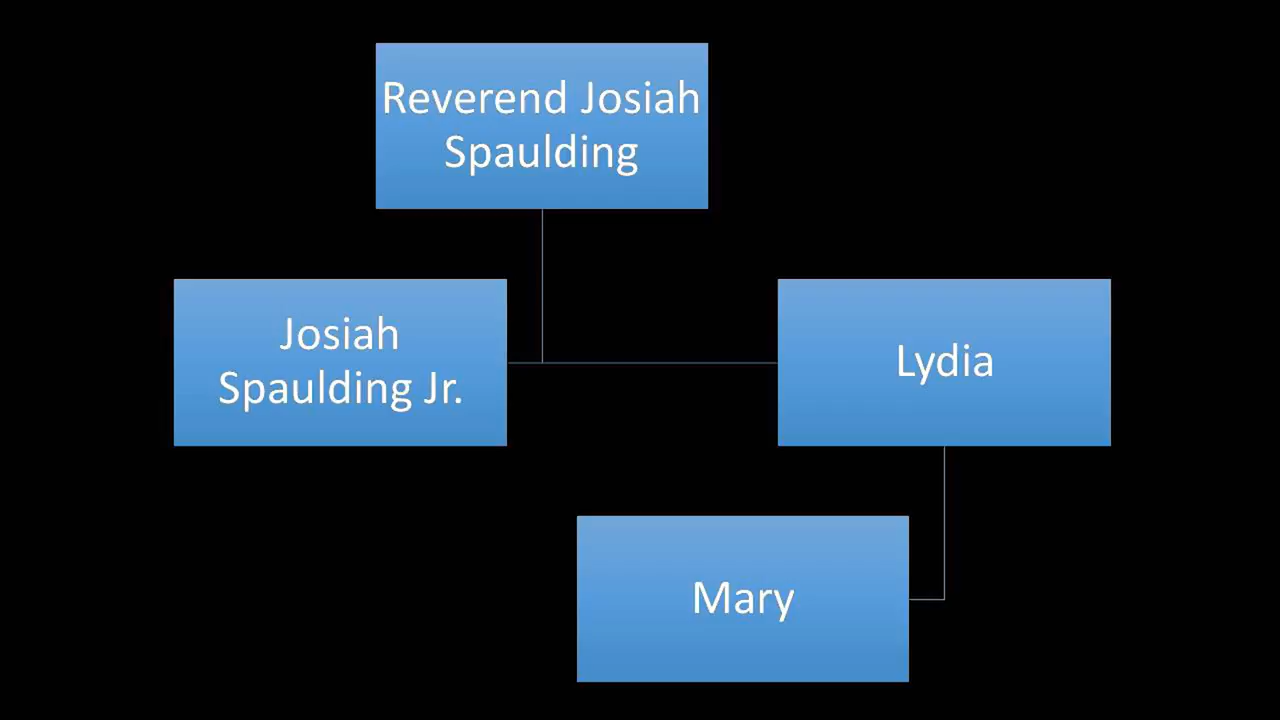 Reverend Josiah
Spaulding
Josiah
Spaulding Jr.
Lydia
Mary